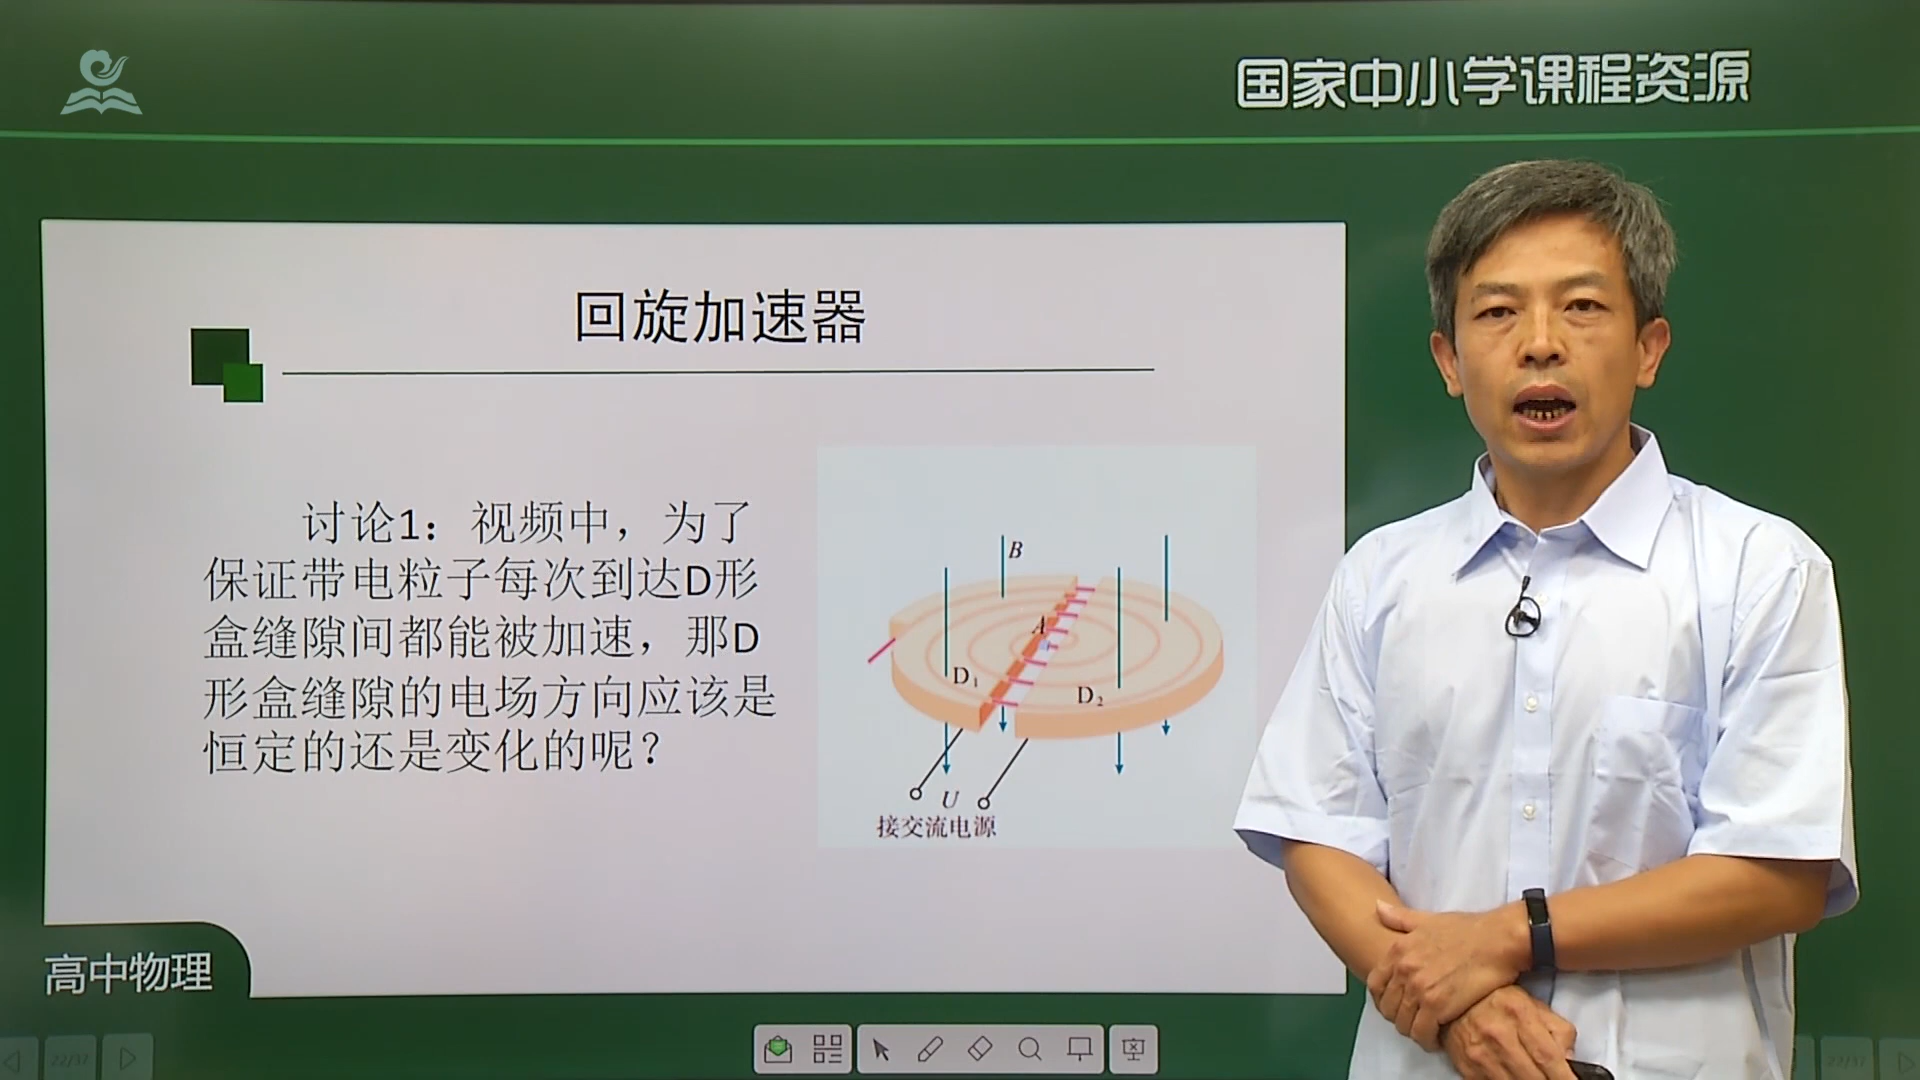 国家中小学课程资源
回旋加速器
讨论1：视频中，为了
保证带电粒子每次到达D形
盒缝隙间都能被加速，那D
形盒缝隙的电场方向应该是
恒定的还是变化的呢？
B
A
D₁
D₂
U
接交流电源
高中物理
22/37
22/37